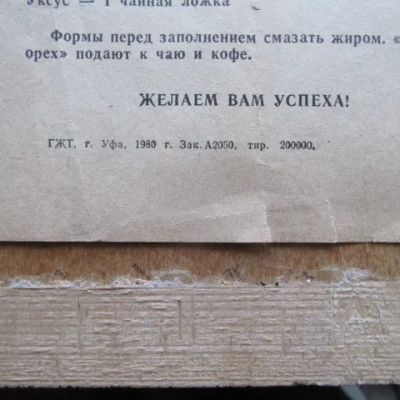 Уксус — 1 чайная ложка
Формы перед заполнением смазать жиром. «
орех» подают к чаю и кофе.
ЖЕЛАЕМ ВАМ УСПЕХА!
ГЖТ, г. Уфа, 1980 г. Зак. А2050, тир. 200000.